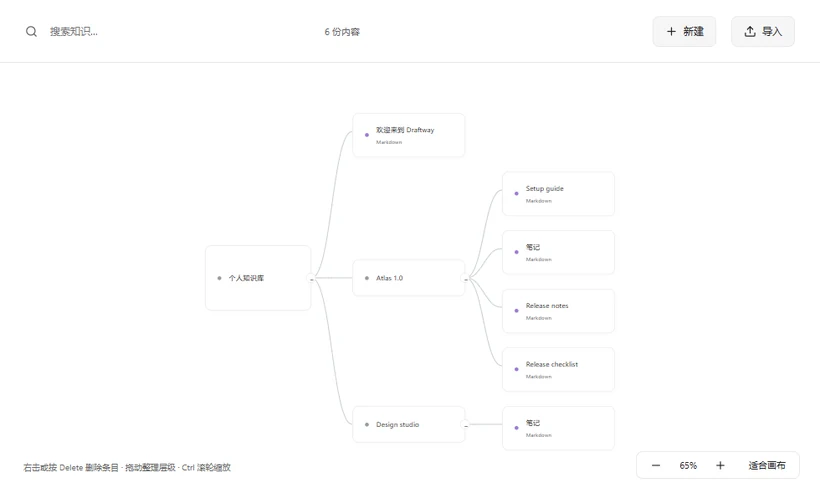 搜索知识...
6 份内容
新建
导入
欢迎来到 Draftway
Markdown
Setup guide
Markdown
笔记
Markdown
个人知识库
Atlas 1.0
Release notes
Markdown
Release checklist
Markdown
Design studio
笔记
Markdown
右击或按 Delete 删除条目 · 拖动整理层级 · Ctrl 滚轮缩放
65%
适合画布